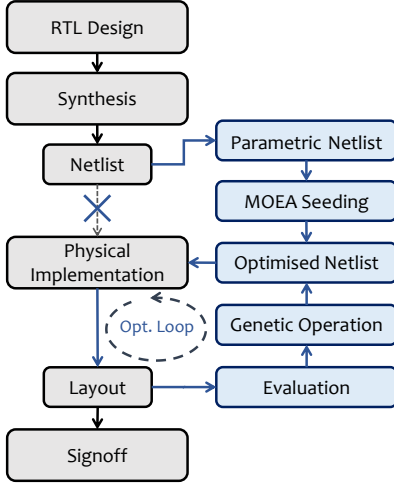 RTL Design
Synthesis
Netlist
Parametric Netlist
MOEA Seeding
Physical
Implementation
Optimised Netlist
Opt. Loop
Genetic Operation
Layout
Evaluation
Signoff